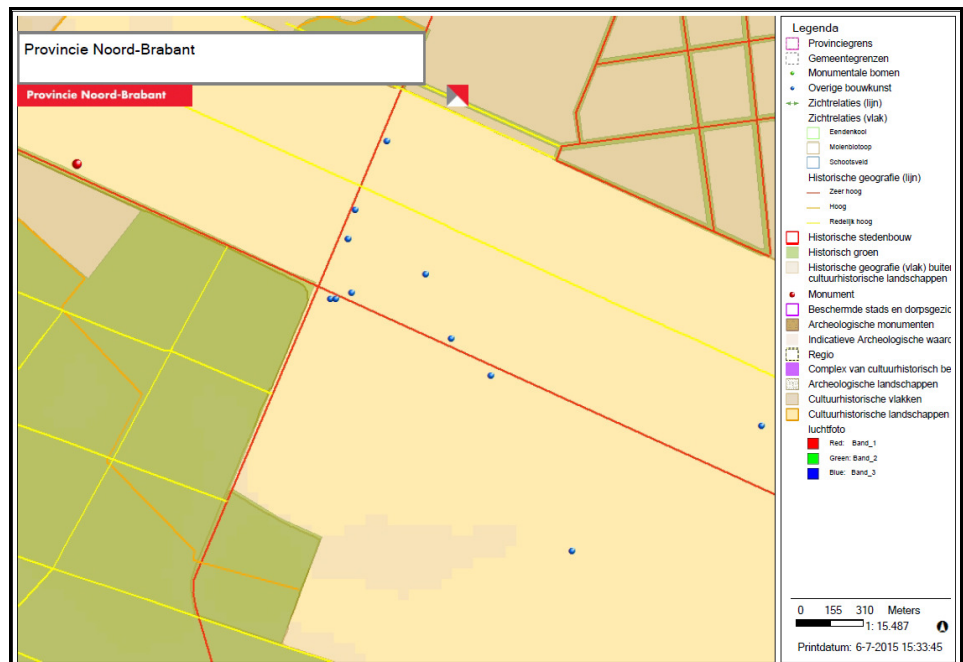 Provincie Noord-Brabant
Provincie Noord-Brabant
Legenda
Provinciegrens
Gemeentegrenzen
Monumentale bomen
Overige bouwkunst
Zichtrelaties (lijn)
Zichtrelaties (vlak)
Eendenkooi
Molenbiotoop
Schootsveld
Historische geografie (lijn)
Zeer hoog
Hoog
Redelijk hoog
Historische stedenbouw
Historisch groen
Historische geografie (vlak) buiten
cultuurhistorische landschappen
Monument
Beschermde stads en dorpsgezic
Archeologische monumenten
Indicatieve Archeologische waard
Regio
Complex van cultuurhistorisch be
Archeologische landschappen
Cultuurhistorische vlakken
Cultuurhistorische landschappen
luchtfoto
Red: Band_1
Green: Band_2
Blue: Band_3
0 155 310 Meters
1: 15.487
Printdatum: 6-7-2015 15:33:45